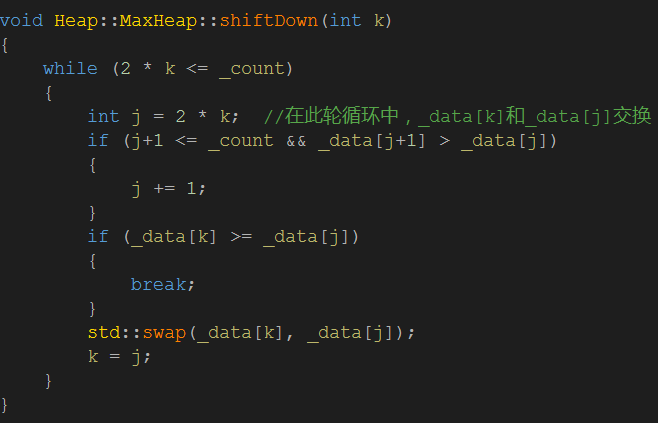 void Heap::MaxHeap::shiftDown(int k)
{
    while (2 * k <= _count)
    {
        int j = 2 * k;  //在此轮循环中，_data[k]和_data[j]交换
        if (j+1 <= _count && _data[j+1] > _data[j])
        {
            j += 1;
        }
        if (_data[k] >= _data[j])
        {
            break;
        }
        std::swap(_data[k], _data[j]);
        k = j;
    }
}